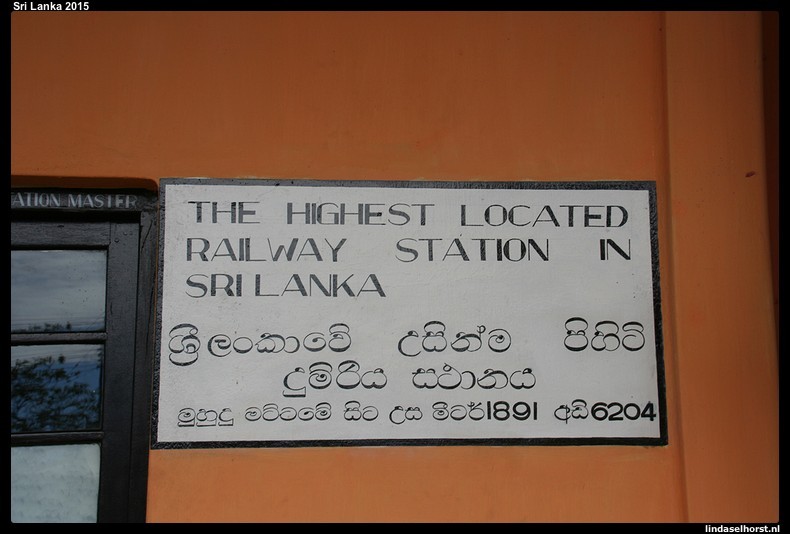 Sri Lanka 2015
ATION MASTER
THE HIGHEST LOCATED
RAILWAY STATION IN
SRI LANKA
ශ්‍රී ලංකාවේ උසින්ම පිහිටි
දුම්රිය ස්ථානය
මුහුදු මට්ටමේ සිට උස මීටර් 1891 අඩි 6204
lindaselhorst.nl